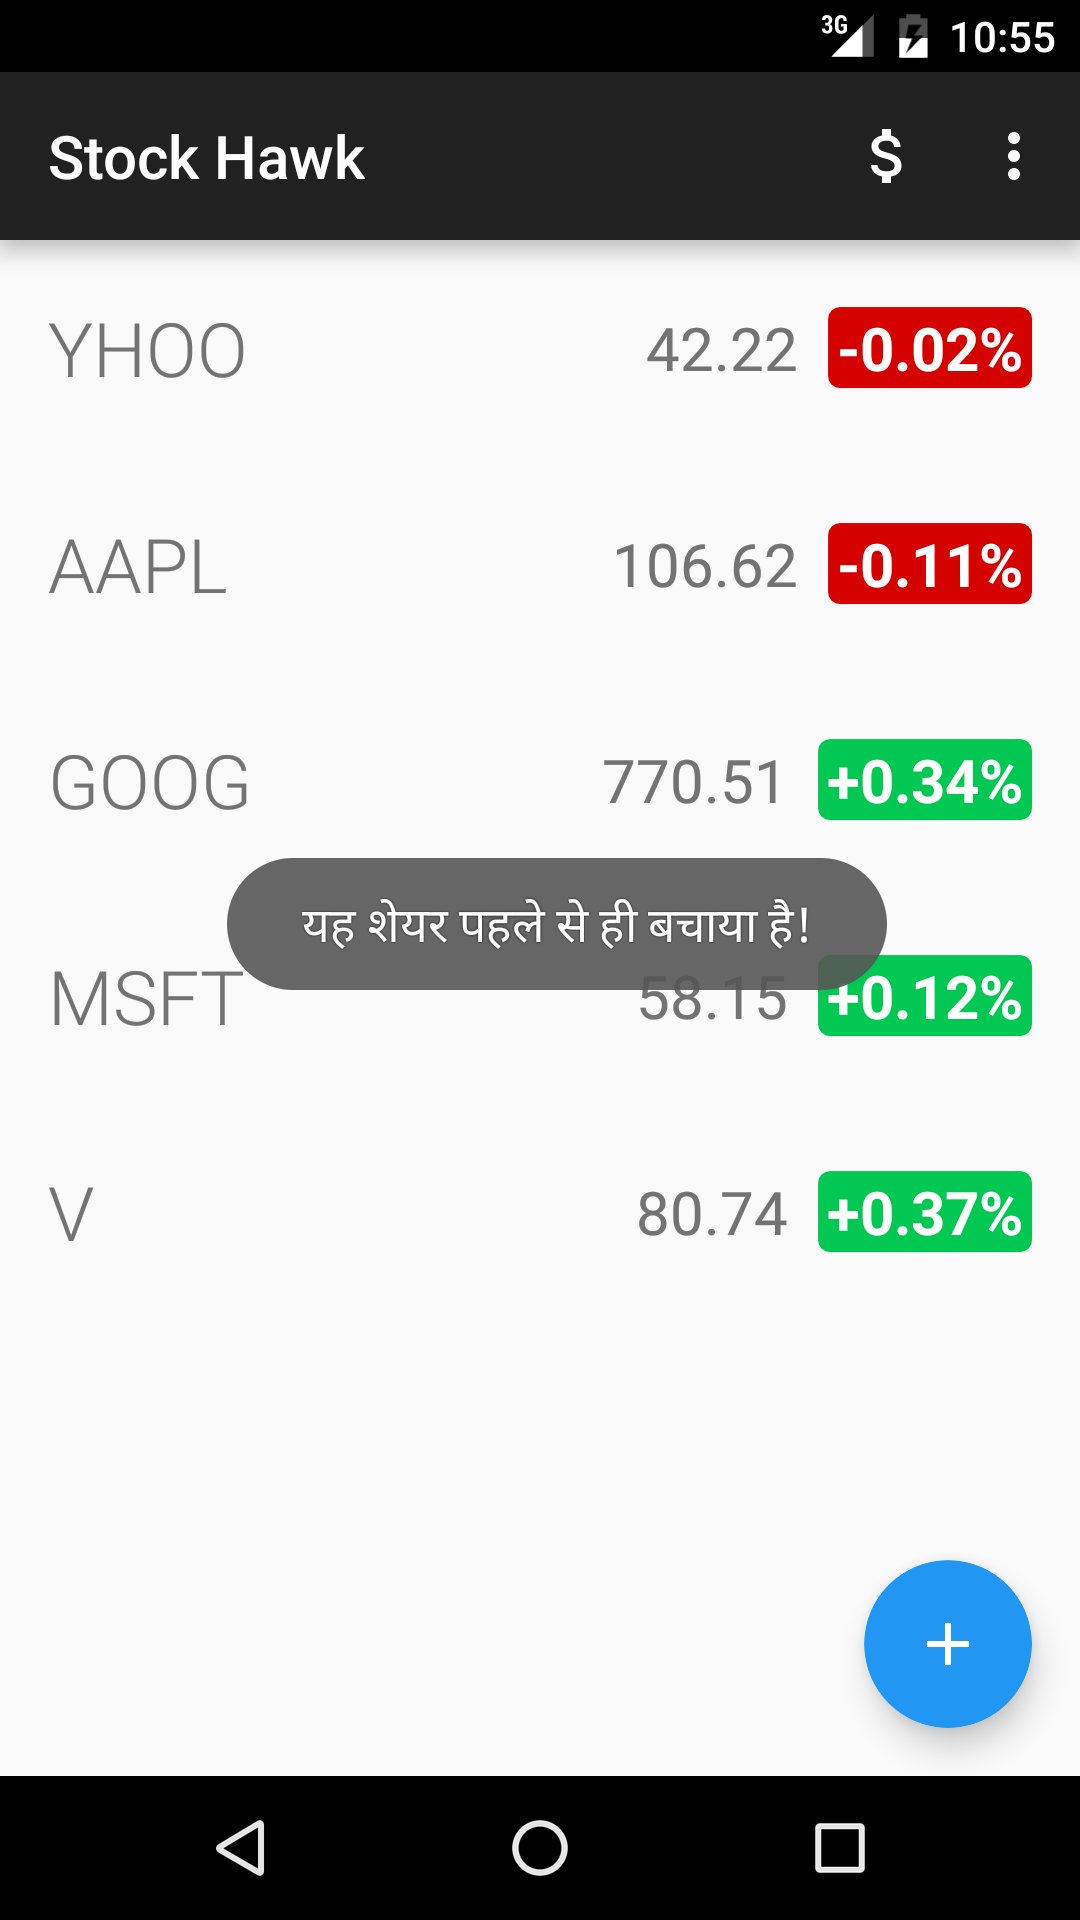 3G 10:55
Stock Hawk $
YHOO 42.22 -0.02%
AAPL 106.62 -0.11%
GOOG 770.51 +0.34%
यह शेयर पहले से ही बचाया है!
MSFT 58.15 +0.12%
V 80.74 +0.37%